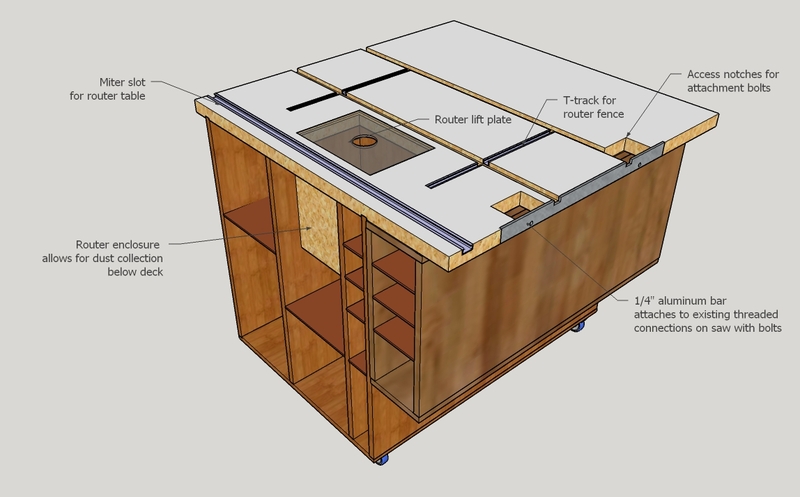 Access notches for
attachment bolts
Miter slot
for router table
T-track for
router fence
Router lift plate
Router enclosure
allows for dust collection
below deck
1/4" aluminum bar
attaches to existing threaded
connections on saw with bolts